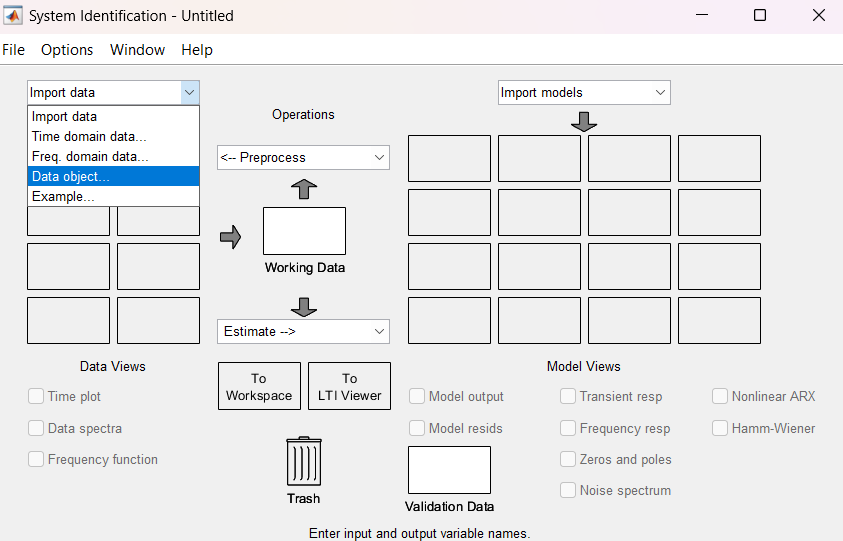 System Identification - Untitled
File Options Window Help
Import data
Import data
Time domain data...
Freq. domain data...
Data object...
Example...
Operations
<-- Preprocess
Working Data
Estimate -->
Import models
Data Views
Time plot
Data spectra
Frequency function
To
Workspace
To
LTI Viewer
Trash
Model Views
Model output
Model resids
Transient resp
Frequency resp
Zeros and poles
Noise spectrum
Nonlinear ARX
Hamm-Wiener
Validation Data
Enter input and output variable names.